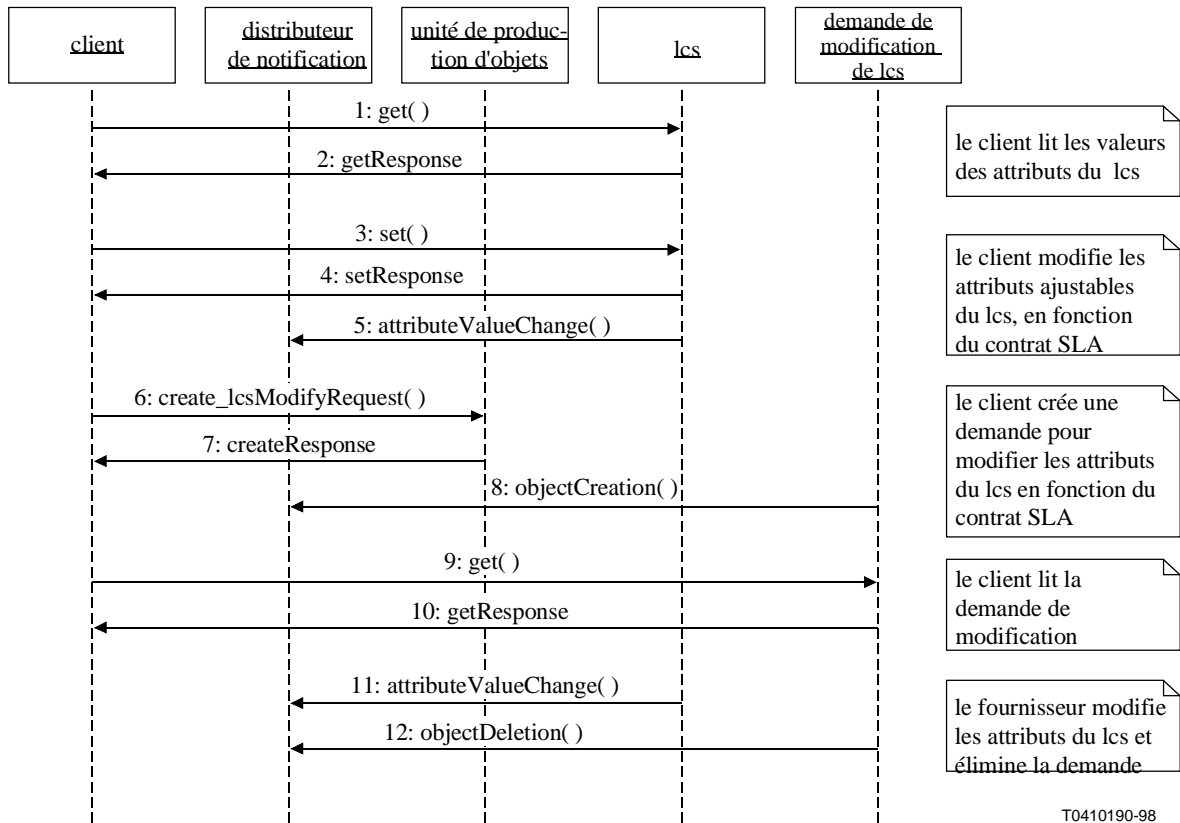 client
distributeur
de notification
unité de produc-
tion d'objets
lcs
demande de
modification
de lcs
1: get( )
2: getResponse
le client lit les valeurs
des attributs du lcs
3: set( )
4: setResponse
5: attributeValueChange( )
le client modifie les
attributs ajustables
du lcs, en fonction
du contrat SLA
6: create_lcsModifyRequest( )
7: createResponse
8: objectCreation( )
le client crée une
demande pour
modifier les attributs
du lcs en fonction du
contrat SLA
9: get( )
10: getResponse
le client lit la
demande de
modification
11: attributeValueChange( )
12: objectDeletion( )
le fournisseur modifie
les attributs du lcs et
élimine la demande
T0410190-98